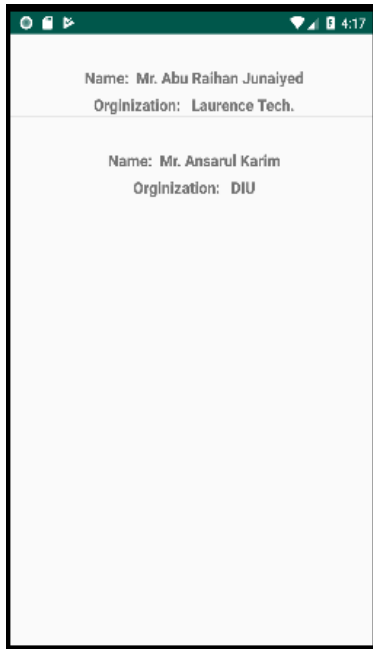 4:17
Name: Mr. Abu Raihan Junaiyed
Orginization: Laurence Tech.
Name: Mr. Ansarul Karim
Orginization: DIU